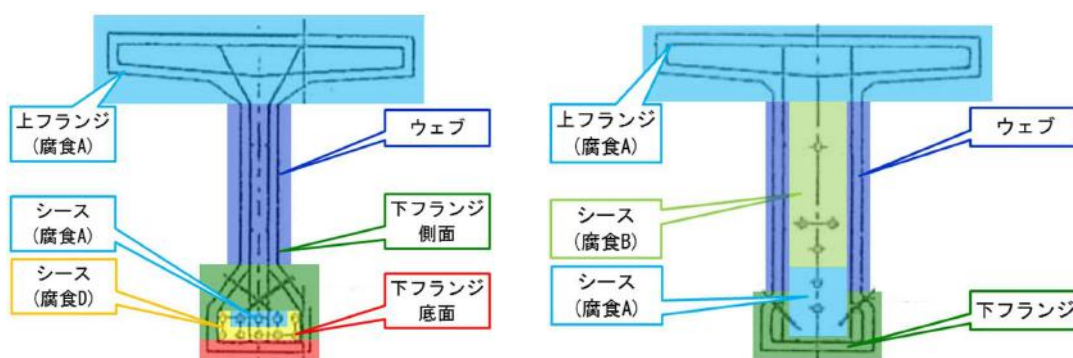 上フランジ
(腐食A)
ウェブ
シース
(腐食A)
下フランジ
側面
シース
(腐食D)
下フランジ
底面
上フランジ
(腐食A)
ウェブ
シース
(腐食B)
シース
(腐食A)
下フランジ